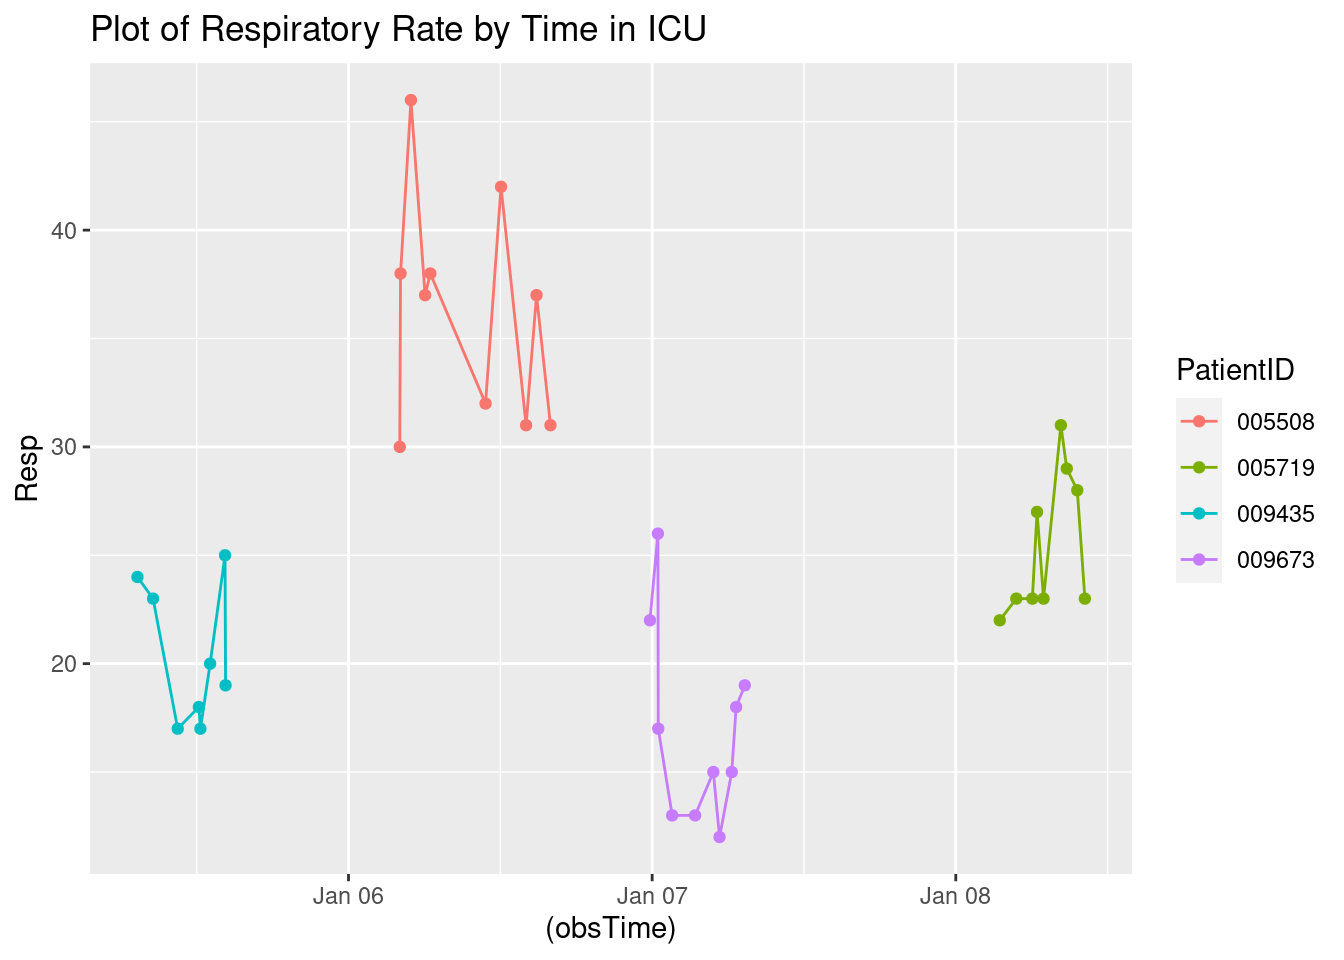 Plot of Respiratory Rate by Time in ICU
Resp
40
30
20
Jan 06
Jan 07
Jan 08
(obsTime)
PatientID
005508
005719
009435
009673